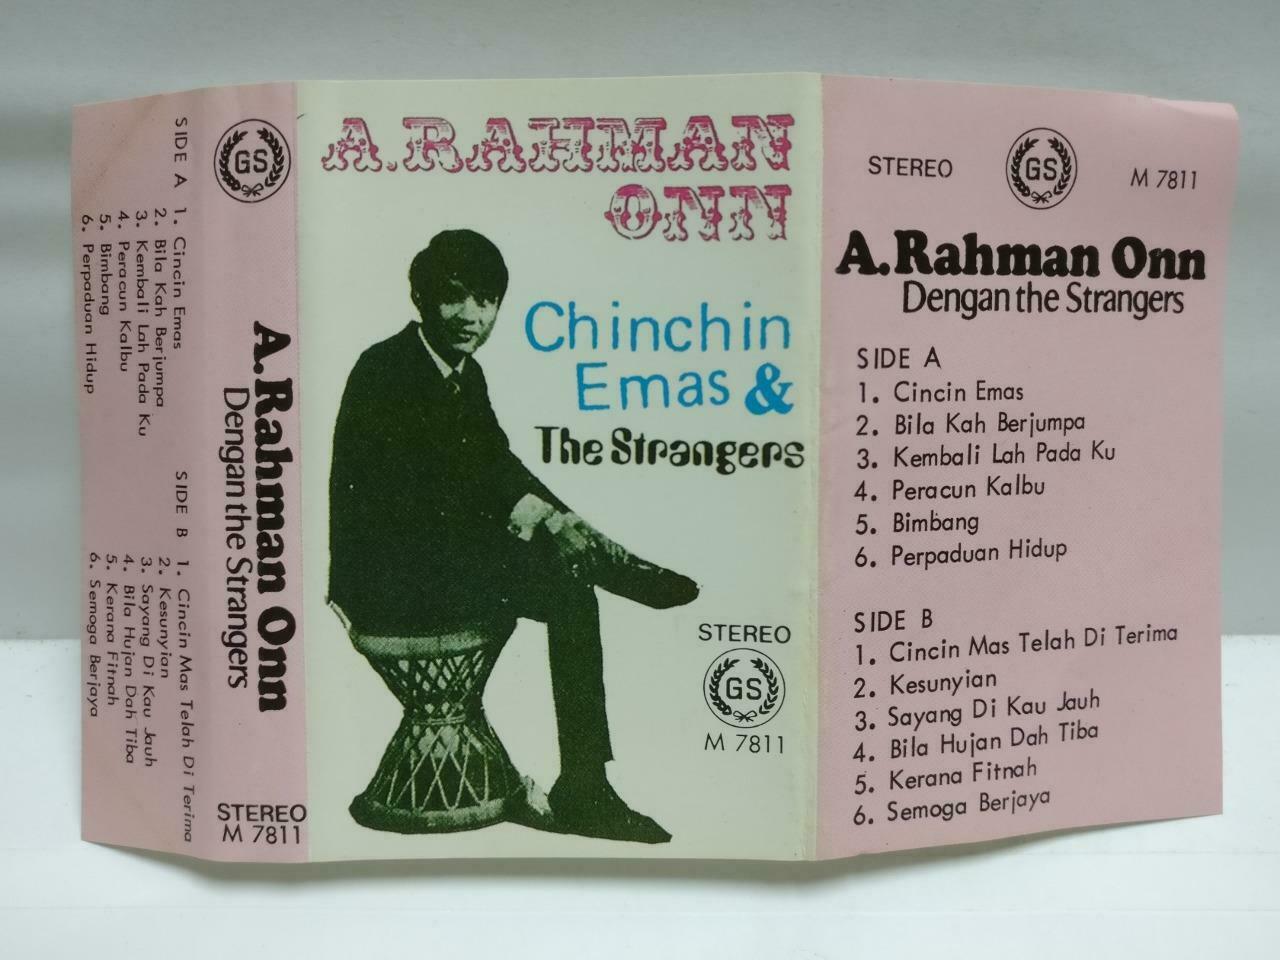 SIDE A
1. Cincin Emas
2. Bila Kah Berjumpa
3. Kembali Lah Pada Ku
4. Peracun Kalbu
5. Bimbang
6. Perpaduan Hidup
SIDE B
1. Cincin Mas Telah Di Terima
2. Kesunyian
3. Sayang Di Kau Jauh
4. Bila Hujan Dah Tiba
5. Kerana Fitnah
6. Semoga Berjaya
GS
A. Rahman Onn
Dengan the Strangers
STEREO
M 7811
A. RAHMAN
ONN
Chinchin
Emas &
The Strangers
STEREO
GS
M 7811
STEREO GS M 7811
A. Rahman Onn
Dengan the Strangers
SIDE A
1. Cincin Emas
2. Bila Kah Berjumpa
3. Kembali Lah Pada Ku
4. Peracun Kalbu
5. Bimbang
6. Perpaduan Hidup
SIDE B
1. Cincin Mas Telah Di Terima
2. Kesunyian
3. Sayang Di Kau Jauh
4. Bila Hujan Dah Tiba
5. Kerana Fitnah
6. Semoga Berjaya